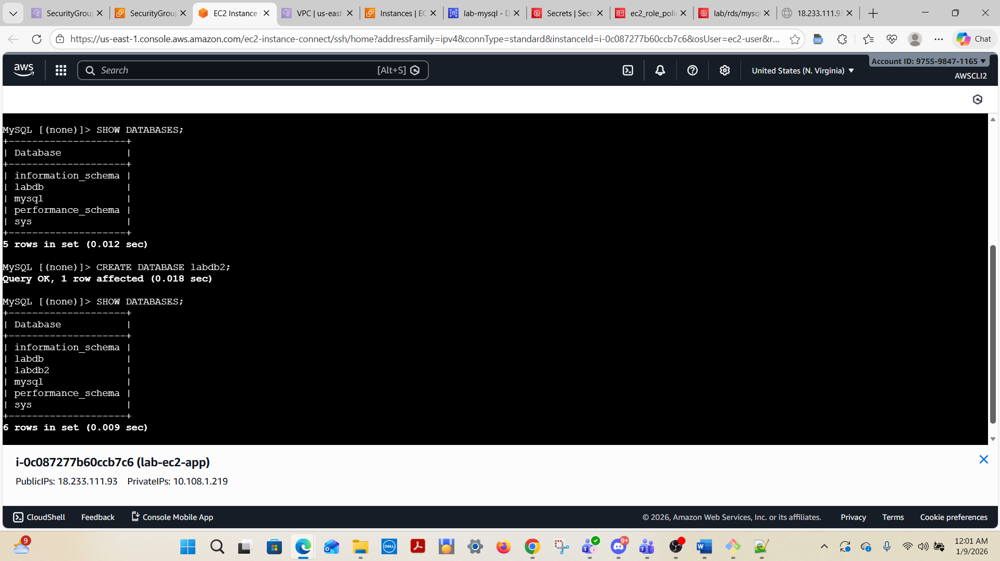 SecurityGroup
SecurityGroup
EC2 Instance
VPC | us-east-
Instances | EC
lab-mysql - D
Secrets | Secr
ec2_role_poli
lab/rds/mysql
18.233.111.93
https://us-east-1.console.aws.amazon.com/ec2-instance-connect/ssh/home?addressFamily=ipv4&connType=standard&instanceId=i-0c087277b60ccb7c6&osUser=ec2-user&r...
Chat
aws
Search
[Alt+S]
United States (N. Virginia) ▼
Account ID: 9755-9847-1165 ▼
AWSCLI2
MySQL [(none)]> SHOW DATABASES;
+--------------------+
| Database           |
+--------------------+
| information_schema |
| labdb              |
| mysql              |
| performance_schema |
| sys                |
+--------------------+
5 rows in set (0.012 sec)
MySQL [(none)]> CREATE DATABASE labdb2;
Query OK, 1 row affected (0.018 sec)
MySQL [(none)]> SHOW DATABASES;
+--------------------+
| Database           |
+--------------------+
| information_schema |
| labdb              |
| labdb2             |
| mysql              |
| performance_schema |
| sys                |
+--------------------+
6 rows in set (0.009 sec)
i-0c087277b60ccb7c6 (lab-ec2-app)
PublicIPs: 18.233.111.93 PrivateIPs: 10.108.1.219
CloudShell Feedback Console Mobile App © 2026, Amazon Web Services, Inc. or its affiliates. Privacy Terms Cookie preferences
9
DELL
9+
12:01 AM
1/9/2026